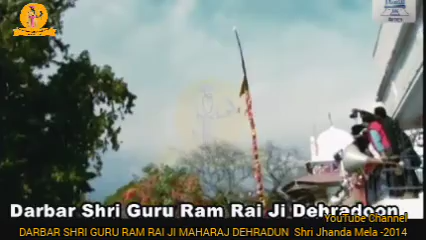 Darbar Shri Guru Ram Rai Ji Dehradoon
YouTube Channel
DARBAR SHRI GURU RAM RAI JI MAHARAJ DEHRADUN Shri Jhanda Mela -2014